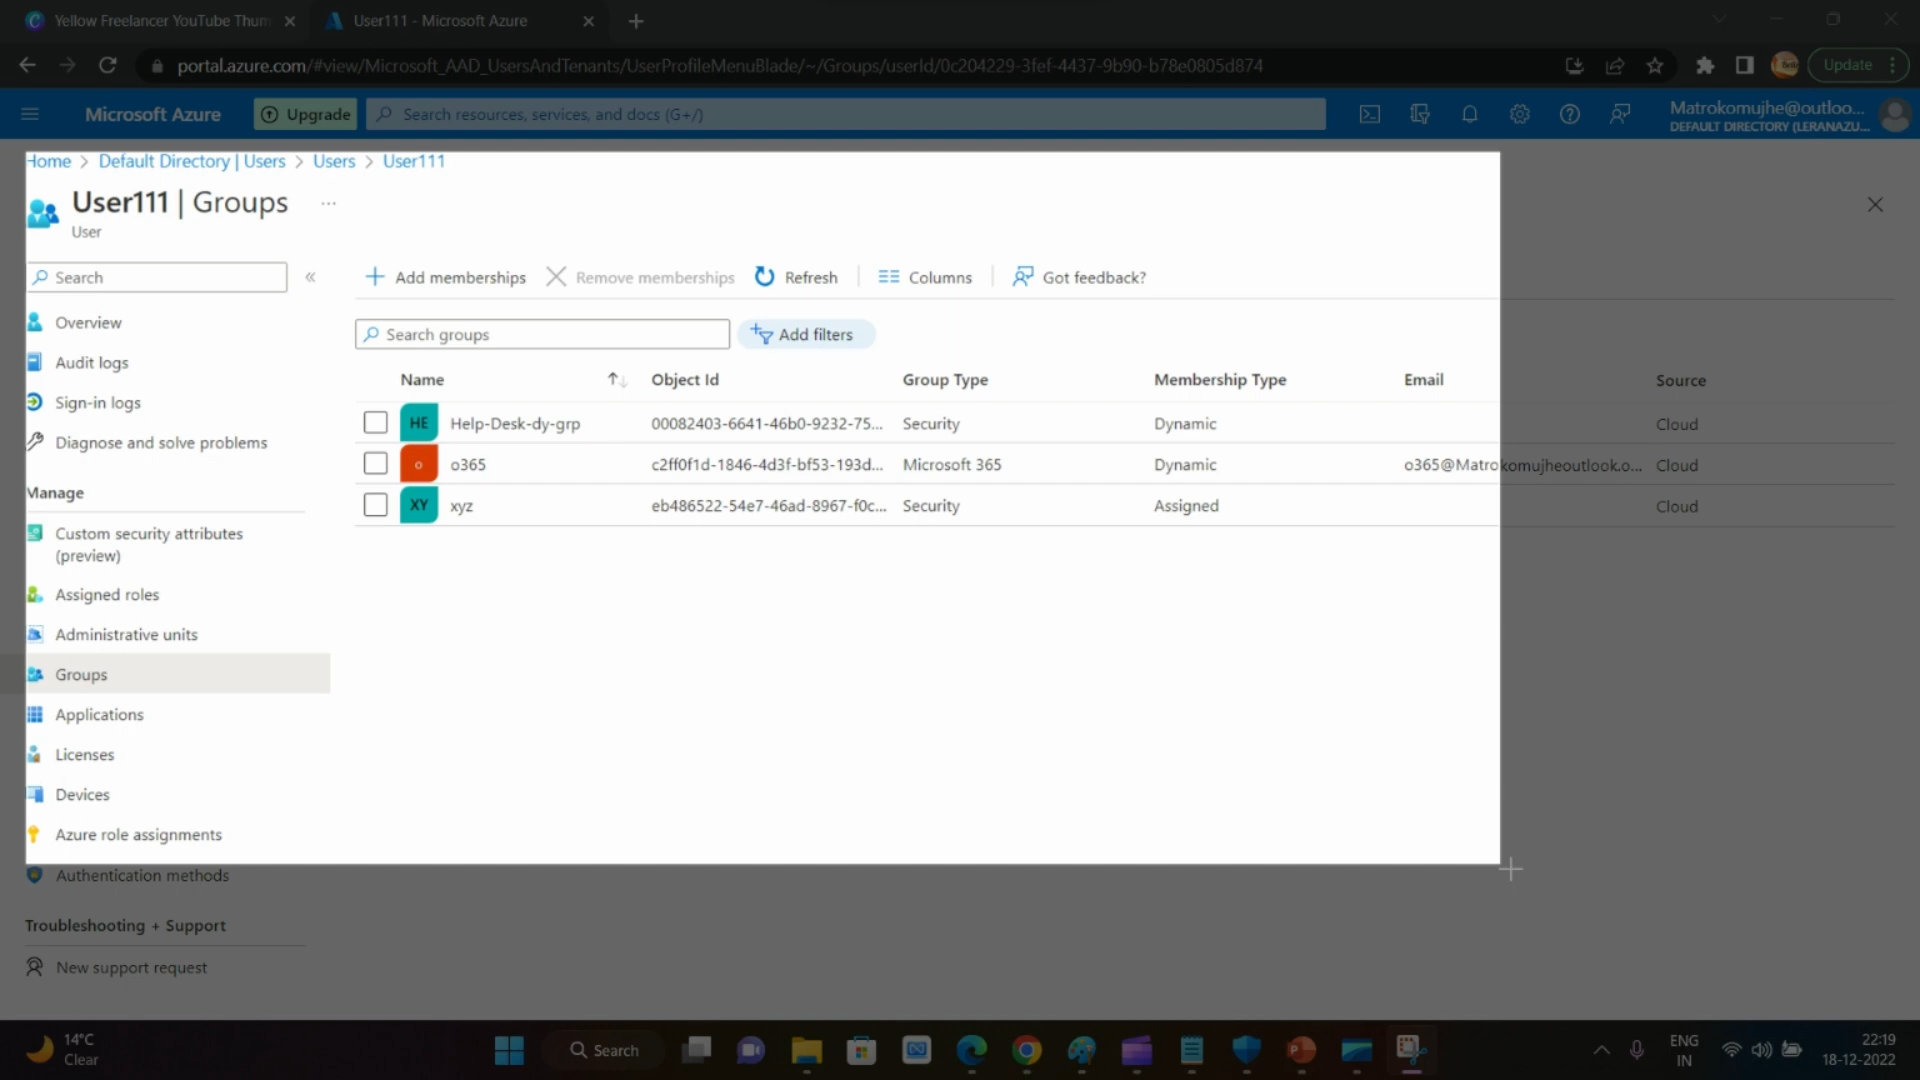 Yellow Freelancer YouTube Thum
User111 - Microsoft Azure
portal.azure.com/#view/Microsoft_AAD_UsersAndTenants/UserProfileMenuBlade/~/Groups/userId/0c204229-3fef-4437-9b90-b78e0805d874
Update
Microsoft Azure
Upgrade
Search resources, services, and docs (G+/)
Matrokomujhe@outloo...
DEFAULT DIRECTORY (LERANAZU...
Home > Default Directory | Users > Users > User111
User111 | Groups ...
User
Search «
Add memberships
Remove memberships
Refresh
Columns
Got feedback?
Overview
Audit logs
Sign-in logs
Diagnose and solve problems
Manage
Custom security attributes
(preview)
Assigned roles
Administrative units
Groups
Applications
Licenses
Devices
Azure role assignments
Authentication methods
Troubleshooting + Support
New support request
Search groups
Add filters
Name Object Id Group Type Membership Type Email Source
HE Help-Desk-dy-grp 00082403-6641-46b0-9232-75... Security Dynamic Cloud
o o365 c2ff0f1d-1846-4d3f-bf53-193d... Microsoft 365 Dynamic o365@Matrokomujheoutlook.o... Cloud
XY xyz eb486522-54e7-46ad-8967-f0c... Security Assigned Cloud
14°C
Clear
Search
ENG
IN
22:19
18-12-2022